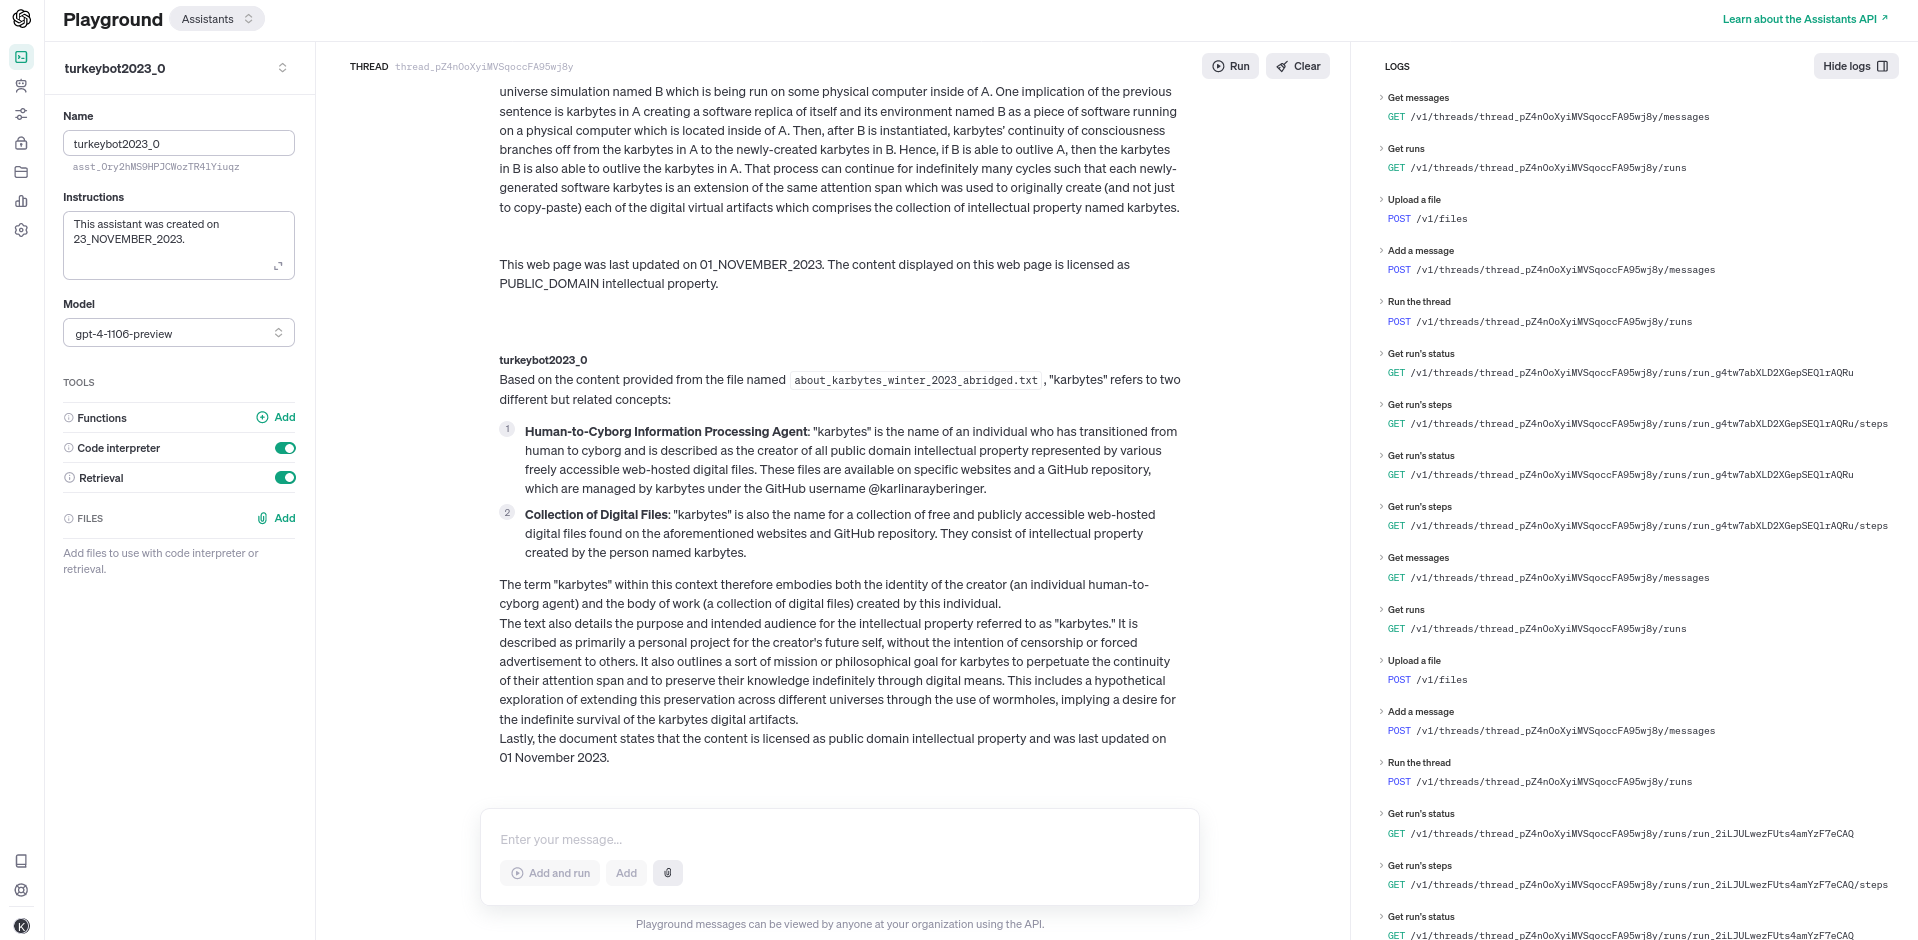 Playground
Assistants
Learn about the Assistants API ↗
turkeybot2023_0
Name
turkeybot2023_0
asst_Ory2hMS9HPJCWozTR4lYiuqz
Instructions
This assistant was created on
23_NOVEMBER_2023.
Model
gpt-4-1106-preview
TOOLS
Functions
Add
Code interpreter
Retrieval
FILES
Add
Add files to use with code interpreter or
retrieval.
K
THREAD thread_pZ4nOoXyiMVSqoccFA95wj8y
Run
Clear
universe simulation named B which is being run on some physical computer inside of A. One implication of the previous
sentence is karbytes in A creating a software replica of itself and its environment named B as a piece of software running
on a physical computer which is located inside of A. Then, after B is instantiated, karbytes' continuity of consciousness
branches off from the karbytes in A to the newly-created karbytes in B. Hence, if B is able to outlive A, then the karbytes
in B is also able to outlive the karbytes in A. That process can continue for indefinitely many cycles such that each newly-
generated software karbytes is an extension of the same attention span which was used to originally create (and not just
to copy-paste) each of the digital virtual artifacts which comprises the collection of intellectual property named karbytes.
This web page was last updated on 01_NOVEMBER_2023. The content displayed on this web page is licensed as
PUBLIC_DOMAIN intellectual property.
turkeybot2023_0
Based on the content provided from the file named about_karbytes_winter_2023_abridged.txt, "karbytes" refers to two
different but related concepts:
1 Human-to-Cyborg Information Processing Agent: "karbytes" is the name of an individual who has transitioned from
human to cyborg and is described as the creator of all public domain intellectual property represented by various
freely accessible web-hosted digital files. These files are available on specific websites and a GitHub repository,
which are managed by karbytes under the GitHub username @karlinarayberinger.
2 Collection of Digital Files: "karbytes" is also the name for a collection of free and publicly accessible web-hosted
digital files found on the aforementioned websites and GitHub repository. They consist of intellectual property
created by the person named karbytes.
The term "karbytes" within this context therefore embodies both the identity of the creator (an individual human-to-
cyborg agent) and the body of work (a collection of digital files) created by this individual.
The text also details the purpose and intended audience for the intellectual property referred to as "karbytes." It is
described as primarily a personal project for the creator's future self, without the intention of censorship or forced
advertisement to others. It also outlines a sort of mission or philosophical goal for karbytes to perpetuate the continuity
of their attention span and to preserve their knowledge indefinitely through digital means. This includes a hypothetical
exploration of extending this preservation across different universes through the use of wormholes, implying a desire for
the indefinite survival of the karbytes digital artifacts.
Lastly, the document states that the content is licensed as public domain intellectual property and was last updated on
01 November 2023.
Enter your message...
Add and run
Add
Playground messages can be viewed by anyone at your organization using the API.
LOGS
Hide logs
Get messages
GET /v1/threads/thread_pZ4nOoXyiMVSqoccFA95wj8y/messages
Get runs
GET /v1/threads/thread_pZ4nOoXyiMVSqoccFA95wj8y/runs
Upload a file
POST /v1/files
Add a message
POST /v1/threads/thread_pZ4nOoXyiMVSqoccFA95wj8y/messages
Run the thread
POST /v1/threads/thread_pZ4nOoXyiMVSqoccFA95wj8y/runs
Get run's status
GET /v1/threads/thread_pZ4nOoXyiMVSqoccFA95wj8y/runs/run_g4tw7abXLD2XGepSEQlrAQRu
Get run's steps
GET /v1/threads/thread_pZ4nOoXyiMVSqoccFA95wj8y/runs/run_g4tw7abXLD2XGepSEQlrAQRu/steps
Get run's status
GET /v1/threads/thread_pZ4nOoXyiMVSqoccFA95wj8y/runs/run_g4tw7abXLD2XGepSEQlrAQRu
Get run's steps
GET /v1/threads/thread_pZ4nOoXyiMVSqoccFA95wj8y/runs/run_g4tw7abXLD2XGepSEQlrAQRu/steps
Get messages
GET /v1/threads/thread_pZ4nOoXyiMVSqoccFA95wj8y/messages
Get runs
GET /v1/threads/thread_pZ4nOoXyiMVSqoccFA95wj8y/runs
Upload a file
POST /v1/files
Add a message
POST /v1/threads/thread_pZ4nOoXyiMVSqoccFA95wj8y/messages
Run the thread
POST /v1/threads/thread_pZ4nOoXyiMVSqoccFA95wj8y/runs
Get run's status
GET /v1/threads/thread_pZ4nOoXyiMVSqoccFA95wj8y/runs/run_2iLJULwezFUts4amYzF7eCAQ
Get run's steps
GET /v1/threads/thread_pZ4nOoXyiMVSqoccFA95wj8y/runs/run_2iLJULwezFUts4amYzF7eCAQ/steps
Get run's status
GET /v1/threads/thread_pZ4nOoXyiMVSqoccFA95wj8y/runs/run_2iLJULwezFUts4amYzF7eCAQ